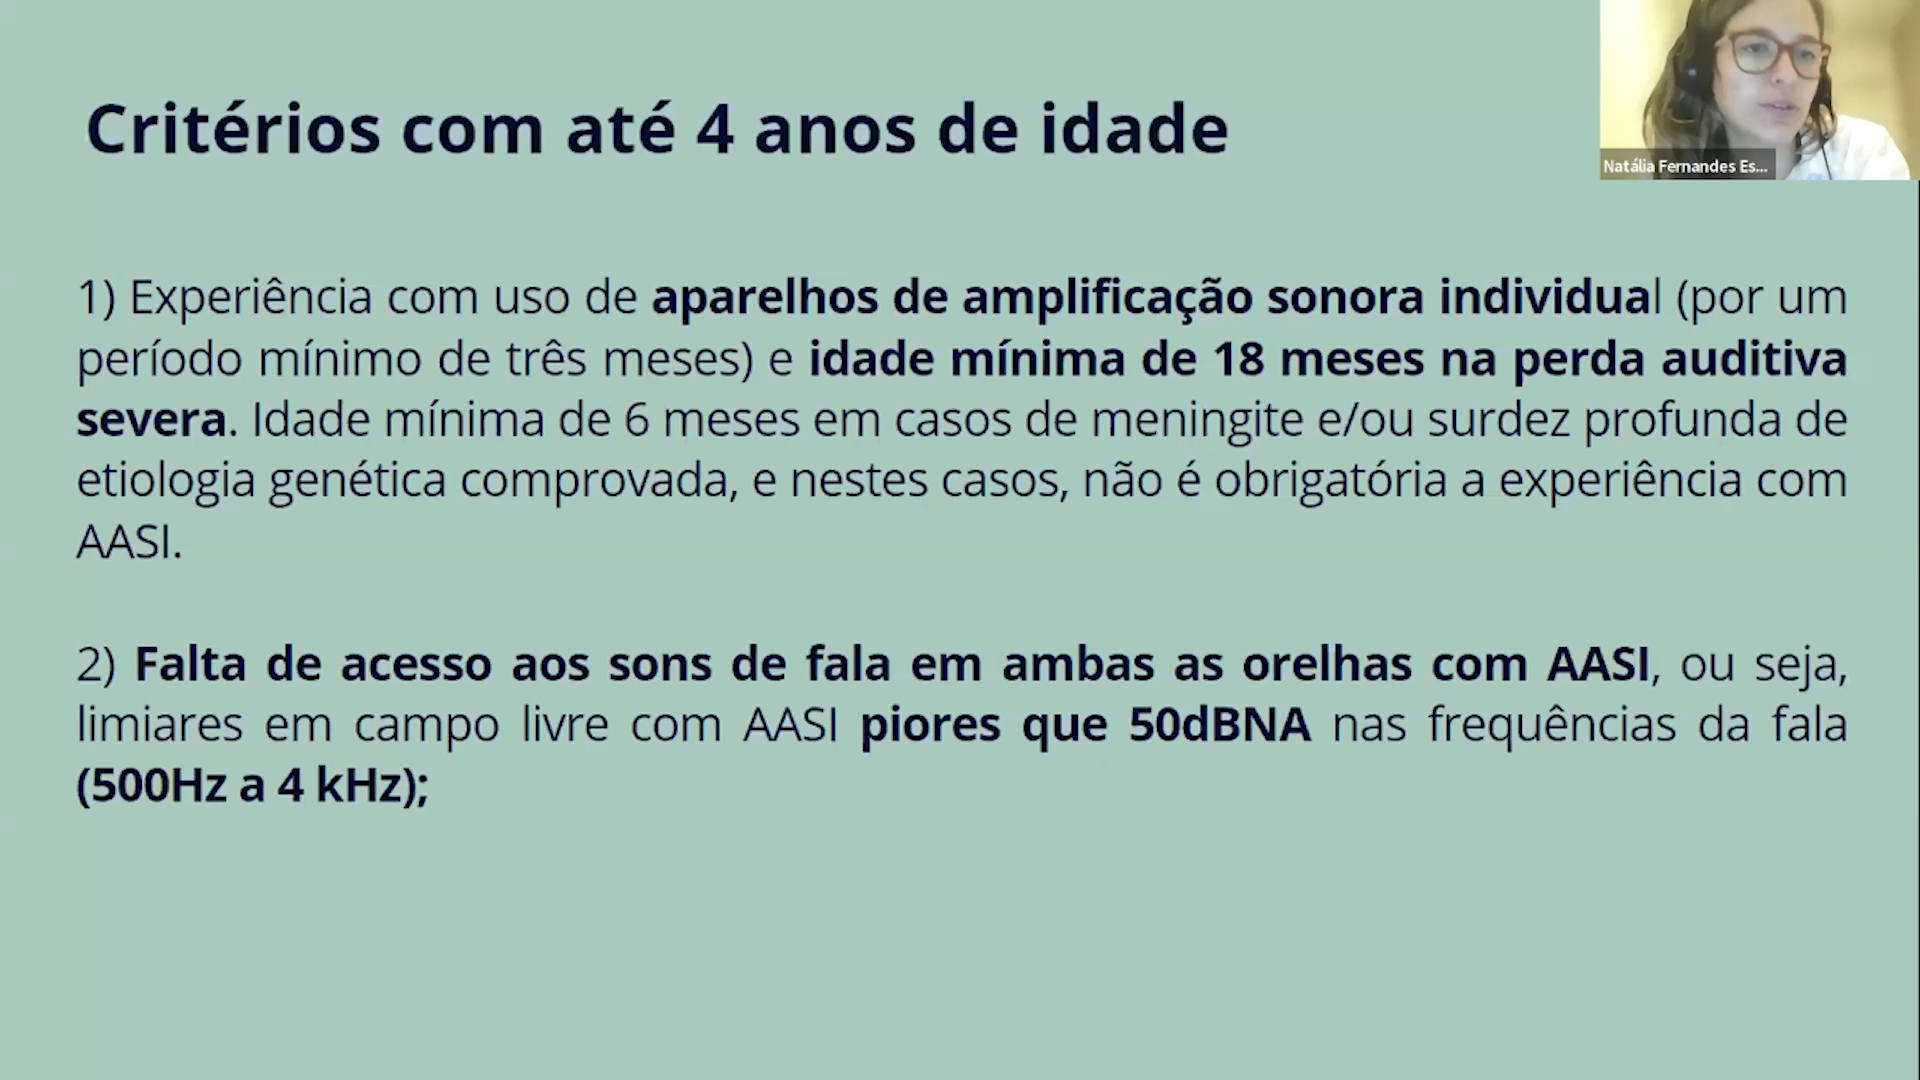 Critérios com até 4 anos de idade
Natália Fernandes Es...
1) Experiência com uso de aparelhos de amplificação sonora individual (por um
período mínimo de três meses) e idade mínima de 18 meses na perda auditiva
severa. Idade mínima de 6 meses em casos de meningite e/ou surdez profunda de
etiologia genética comprovada, e nestes casos, não é obrigatória a experiência com
AASI.
2) Falta de acesso aos sons de fala em ambas as orelhas com AASI, ou seja,
limiares em campo livre com AASI piores que 50dBNA nas frequências da fala
(500Hz a 4 kHz);